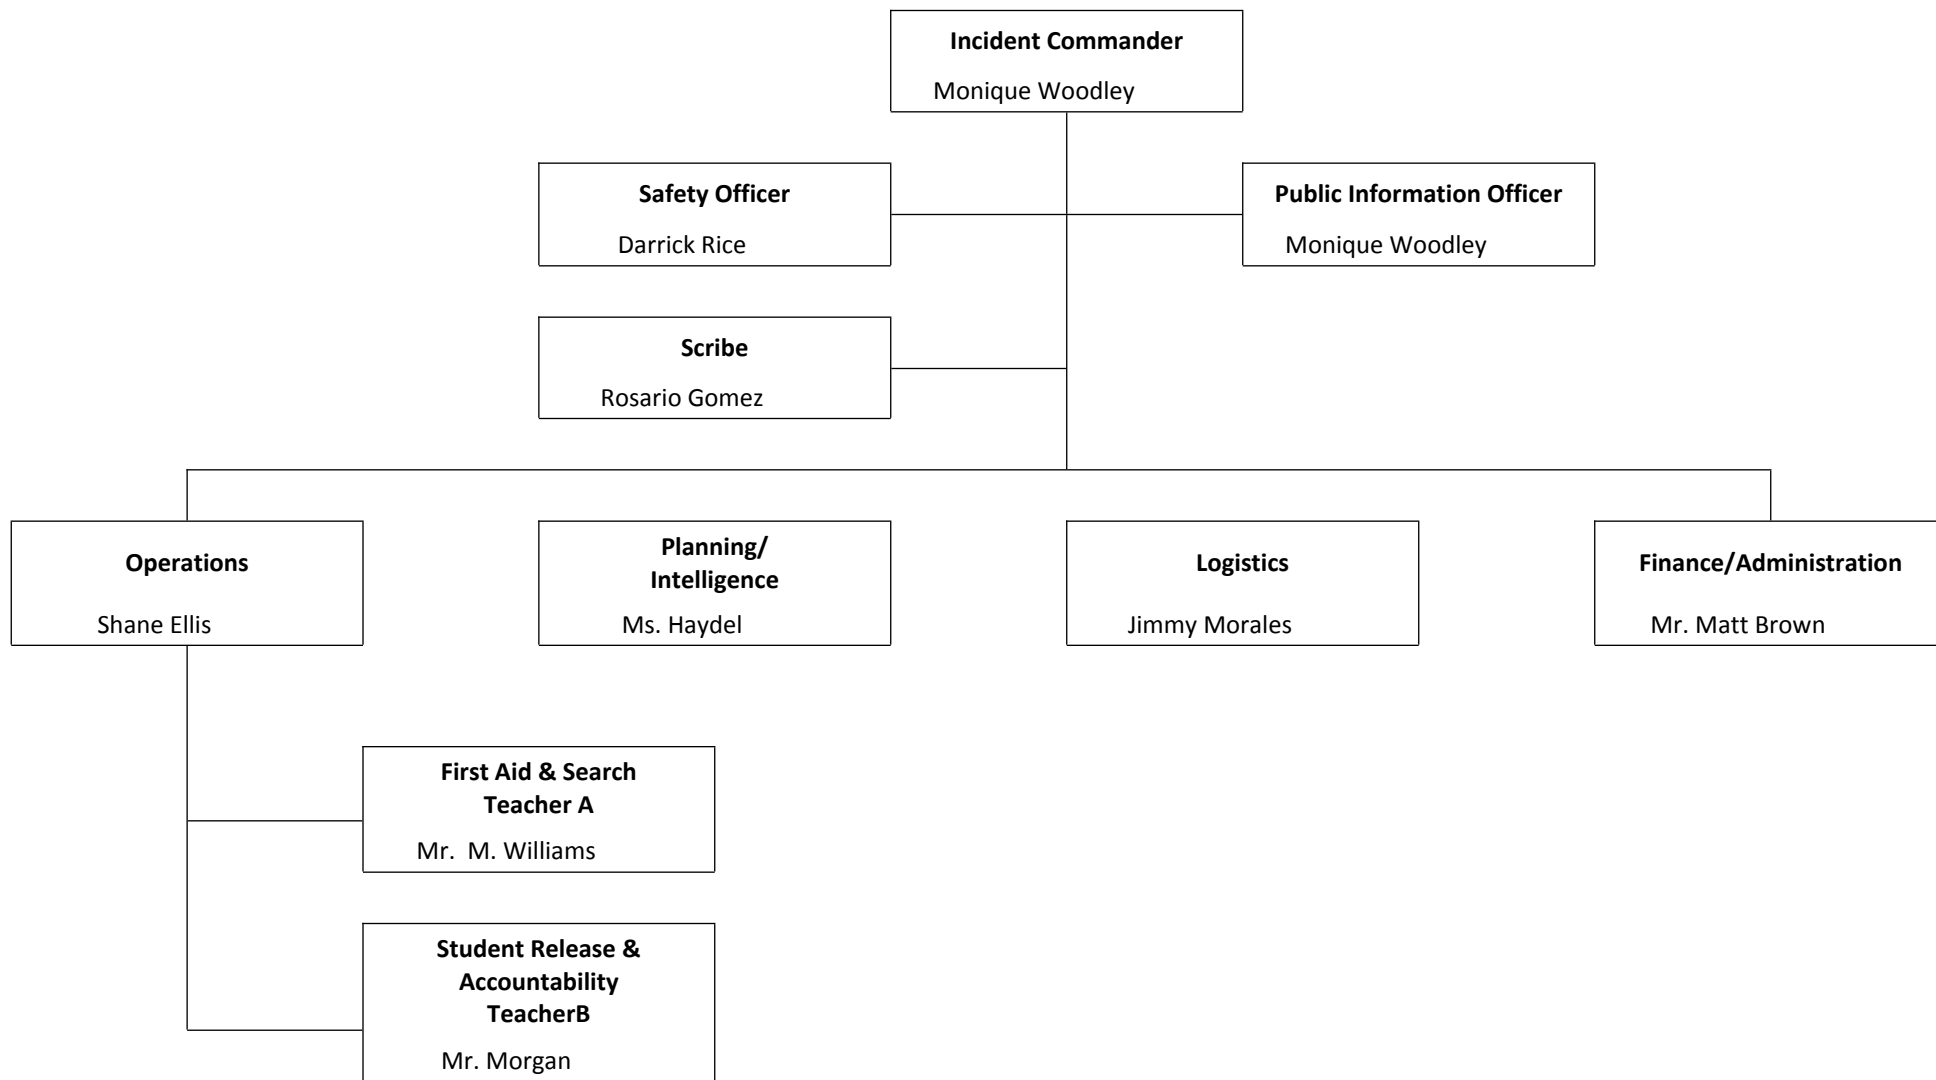 Incident Commander
Monique Woodley
Safety Officer
Darrick Rice
Public Information Officer
Monique Woodley
Scribe
Rosario Gomez
Operations
Shane Ellis
Planning/
Intelligence
Ms. Haydel
Logistics
Jimmy Morales
Finance/Administration
Mr. Matt Brown
First Aid & Search
Teacher A
Mr.  M. Williams
Student Release &
Accountability
TeacherB
Mr. Morgan